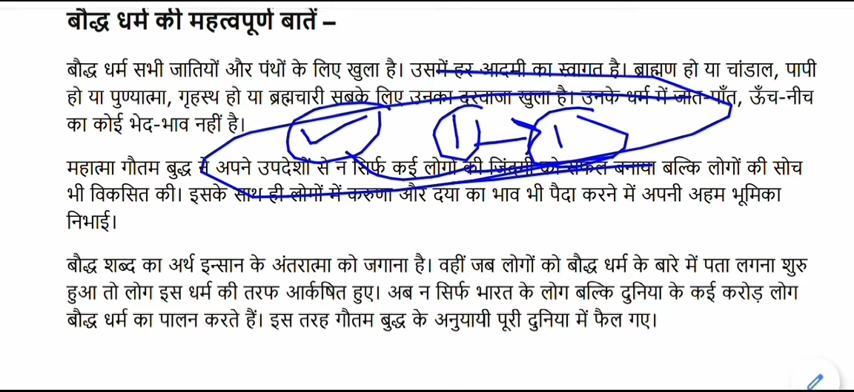 बौद्ध धर्म की महत्वपूर्ण बातें –
बौद्ध धर्म सभी जातियों और पंथों के लिए खुला है। उसमें हर आदमी का स्वागत है। ब्राह्मण हो या चांडाल, पापी
हो या पुण्यात्मा, गृहस्थ हो या ब्रह्मचारी सबके लिए उनका दरवाजा खुला है। उनके धर्म में जात-पाँत, ऊँच-नीच
का कोई भेद-भाव नहीं है।
महात्मा गौतम बुद्ध ने अपने उपदेशों से न सिर्फ कई लोगों की जिंदगी को सफल बनाया बल्कि लोगों की सोच
भी विकसित की। इसके साथ ही लोगों में करुणा और दया का भाव भी पैदा करने में अपनी अहम भूमिका
निभाई।
बौद्ध शब्द का अर्थ इन्सान के अंतरात्मा को जगाना है। वहीं जब लोगों को बौद्ध धर्म के बारे में पता लगना शुरु
हुआ तो लोग इस धर्म की तरफ आर्कषित हुए। अब न सिर्फ भारत के लोग बल्कि दुनिया के कई करोड़ लोग
बौद्ध धर्म का पालन करते हैं। इस तरह गौतम बुद्ध के अनुयायी पूरी दुनिया में फैल गए।